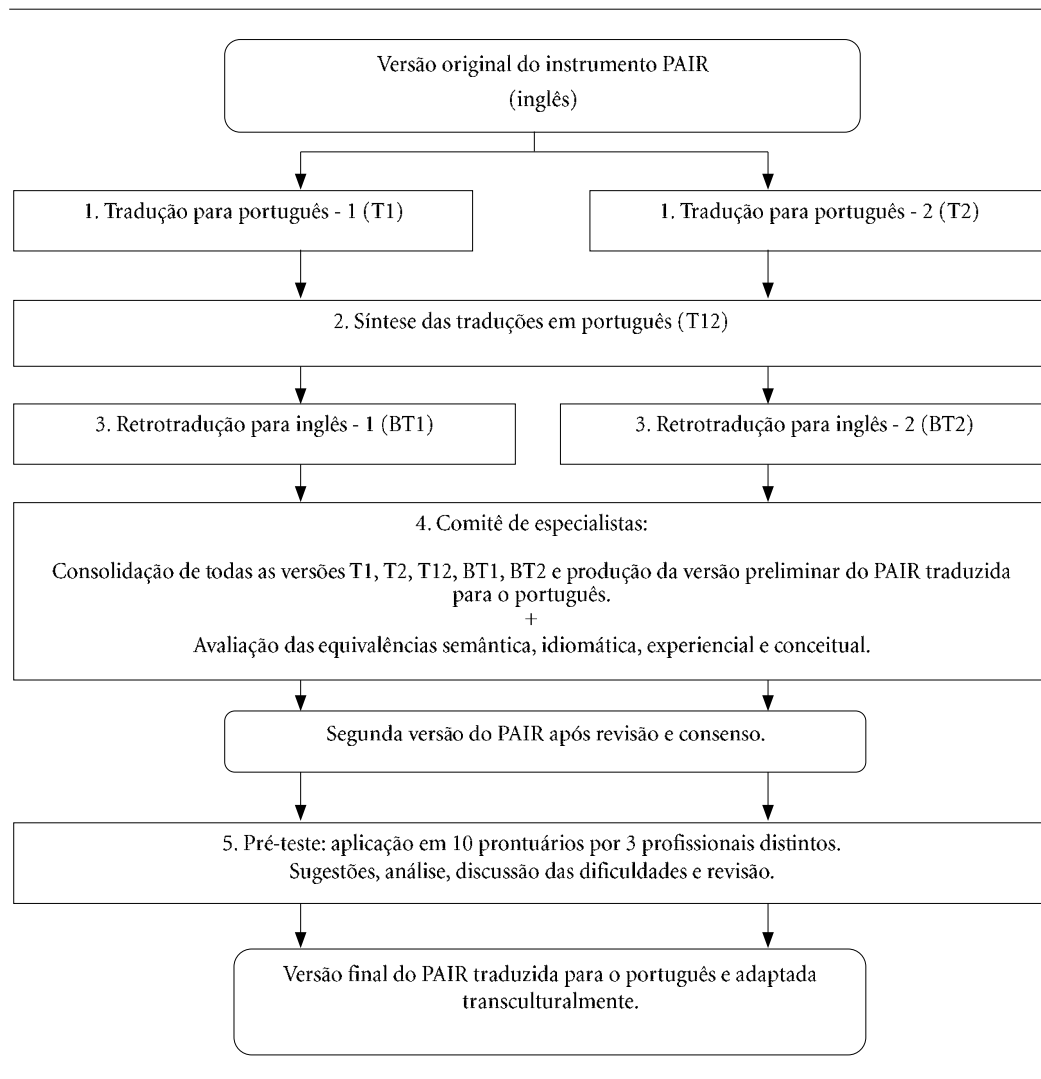 Versão original do instrumento PAIR
(inglês)
1. Tradução para português - 1 (T1)
1. Tradução para português - 2 (T2)
2. Síntese das traduções em português (T12)
3. Retrotradução para inglês - 1 (BT1)
3. Retrotradução para inglês - 2 (BT2)
4. Comitê de especialistas:
Consolidação de todas as versões T1, T2, T12, BT1, BT2 e produção da versão preliminar do PAIR traduzida
para o português.
+
Avaliação das equivalências semântica, idiomática, experiencial e conceitual.
Segunda versão do PAIR após revisão e consenso.
5. Pré-teste: aplicação em 10 prontuários por 3 profissionais distintos.
Sugestões, análise, discussão das dificuldades e revisão.
Versão final do PAIR traduzida para o português e adaptada
transculturalmente.